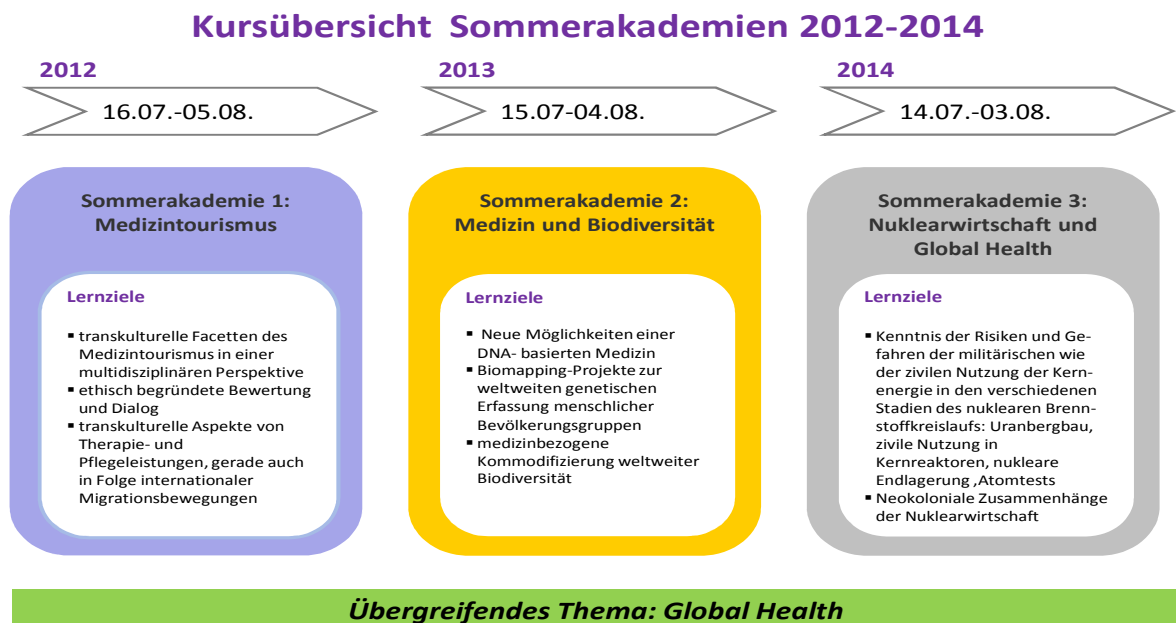 Kursübersicht Sommerakademien 2012-2014
2012
16.07.-05.08.
2013
15.07-04.08.
2014
14.07.-03.08.
Sommerakademie 1:
Medizintourismus
Lernziele
▪ transkulturelle Facetten des
Medizintourismus in einer
multidisziplinären Perspektive
▪ ethisch begründete Bewertung
und Dialog
▪ transkulturelle Aspekte von
Therapie- und
Pflegeleistungen, gerade auch
in Folge internationaler
Migrationsbewegungen
Sommerakademie 2:
Medizin und Biodiversität
Lernziele
▪ Neue Möglichkeiten einer
DNA- basierten Medizin
▪ Biomapping-Projekte zur
weltweiten genetischen
Erfassung menschlicher
Bevölkerungsgruppen
▪ medizinbezogene
Kommodifizierung weltweiter
Biodiversität
Sommerakademie 3:
Nuklearwirtschaft und
Global Health
Lernziele
▪ Kenntnis der Risiken und Ge-
fahren der militärischen wie
der zivilen Nutzung der Kern-
energie in den verschiedenen
Stadien des nuklearen Brenn-
stoffkreislaufs: Uranbergbau,
zivile Nutzung in
Kernreaktoren, nukleare
Endlagerung ,Atomtests
▪ Neokoloniale Zusammenhänge
der Nuklearwirtschaft
Übergreifendes Thema: Global Health